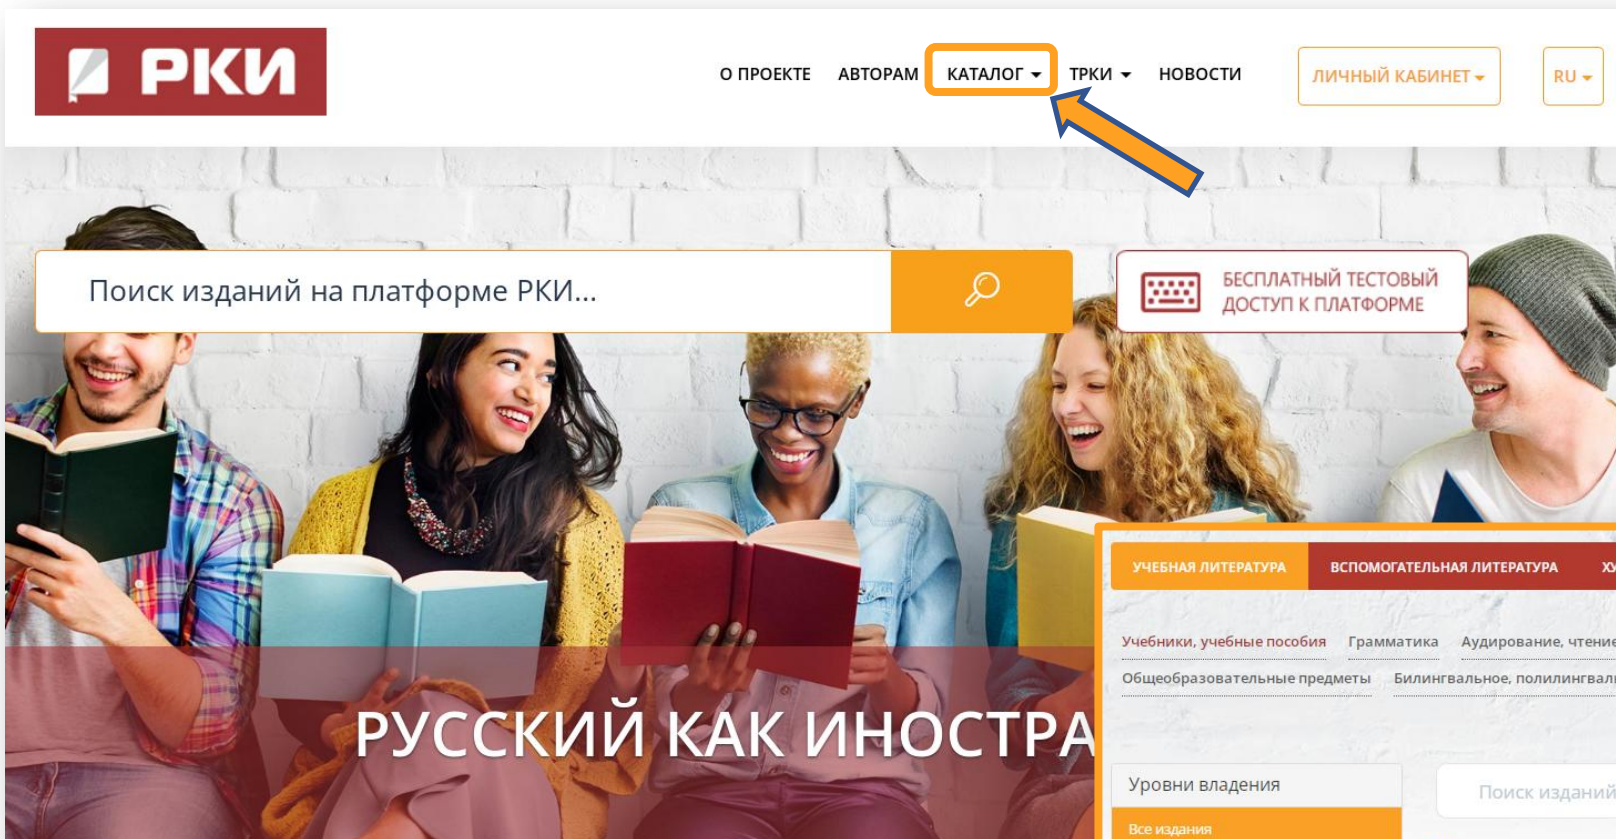 РКИ
О ПРОЕКТЕ АВТОРАМ КАТАЛОГ ТРКИ НОВОСТИ ЛИЧНЫЙ КАБИНЕТ RU
Поиск изданий на платформе РКИ...
БЕСПЛАТНЫЙ ТЕСТОВЫЙ
ДОСТУП К ПЛАТФОРМЕ
УЧЕБНАЯ ЛИТЕРАТУРА ВСПОМОГАТЕЛЬНАЯ ЛИТЕРАТУРА
Учебники, учебные пособия Грамматика Аудирование, чтение
Общеобразовательные предметы Билингвальное,
РУССКИЙ КАК
Уровни владения
Поиск изданий
Все издания